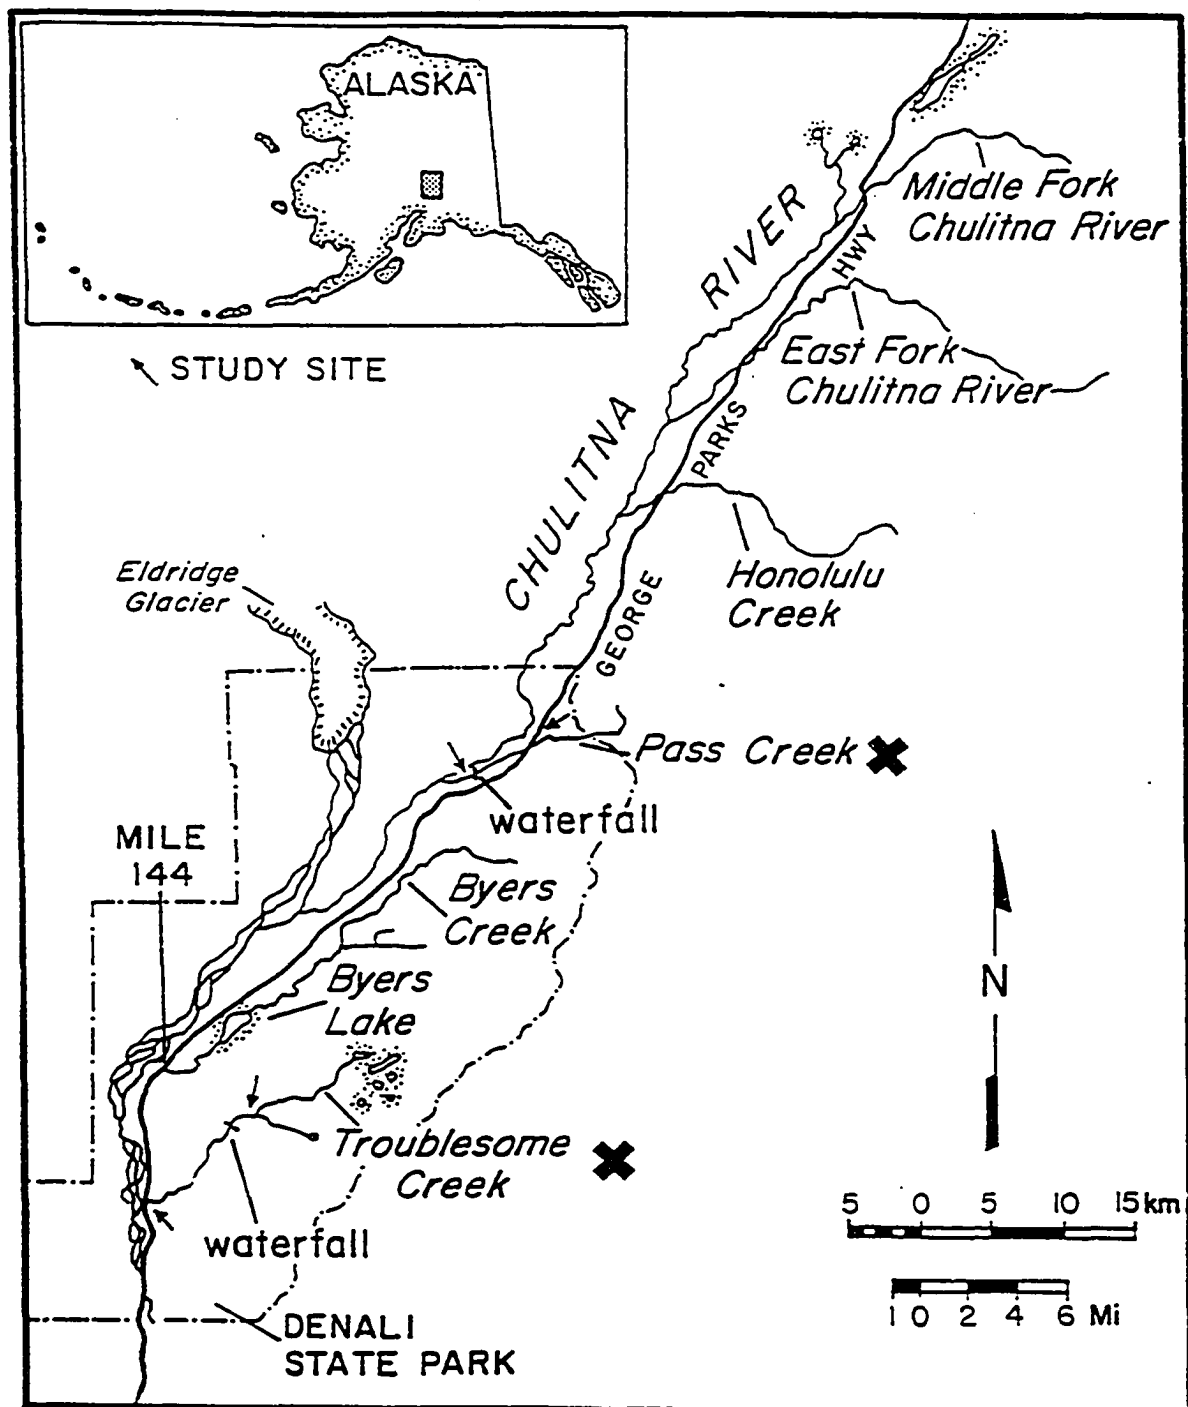 ALASKA
STUDY SITE
Middle Fork
Chulitna River
RIVER
HWY
East Fork
Chulitna River
CHULITNA
PARKS
Honolulu
Creek
Eldridge
Glacier
GEORGE
Pass Creek
waterfall
MILE
144
Byers
Creek
Byers
Lake
N
Troublesome
Creek
waterfall
5 0 5 10 15 km
1 0 2 4 6 Mi
DENALI
STATE PARK